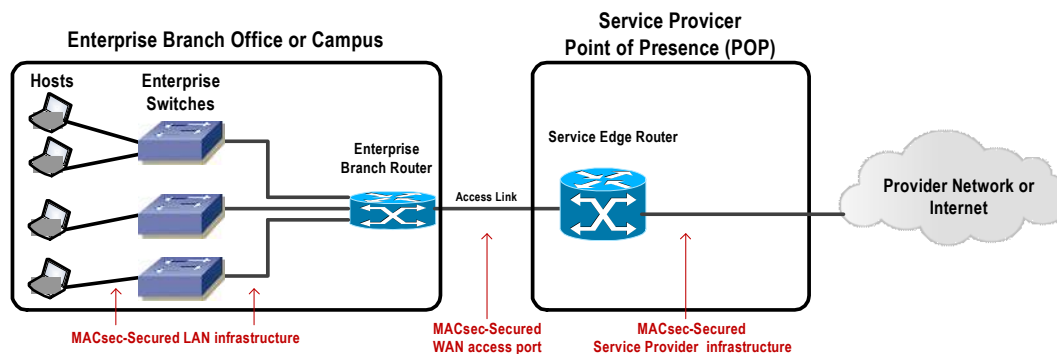 Enterprise Branch Office or Campus
Service Provicer
Point of Presence (POP)
Hosts
Enterprise
Switches
Enterprise
Branch Router
Access Link
Service Edge Router
Provider Network or
Internet
MACsec-Secured LAN infrastructure
MACsec-Secured
WAN access port
MACsec-Secured
Service Provider infrastructure